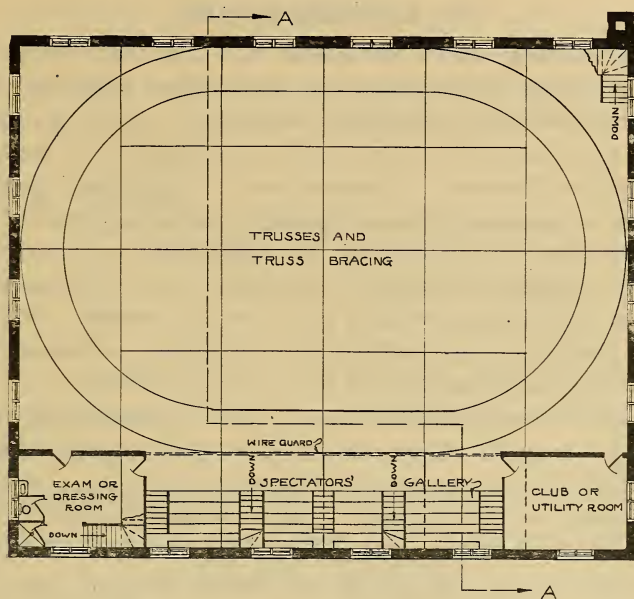 A
DOWN
TRUSSES AND
TRUSS BRACING
WIRE GUARD
EXAM OR
DRESSING
ROOM
DOWN
DOWN
SPECTATORS'
DOWN
GALLERY
CLUB OR
UTILITY ROOM
A